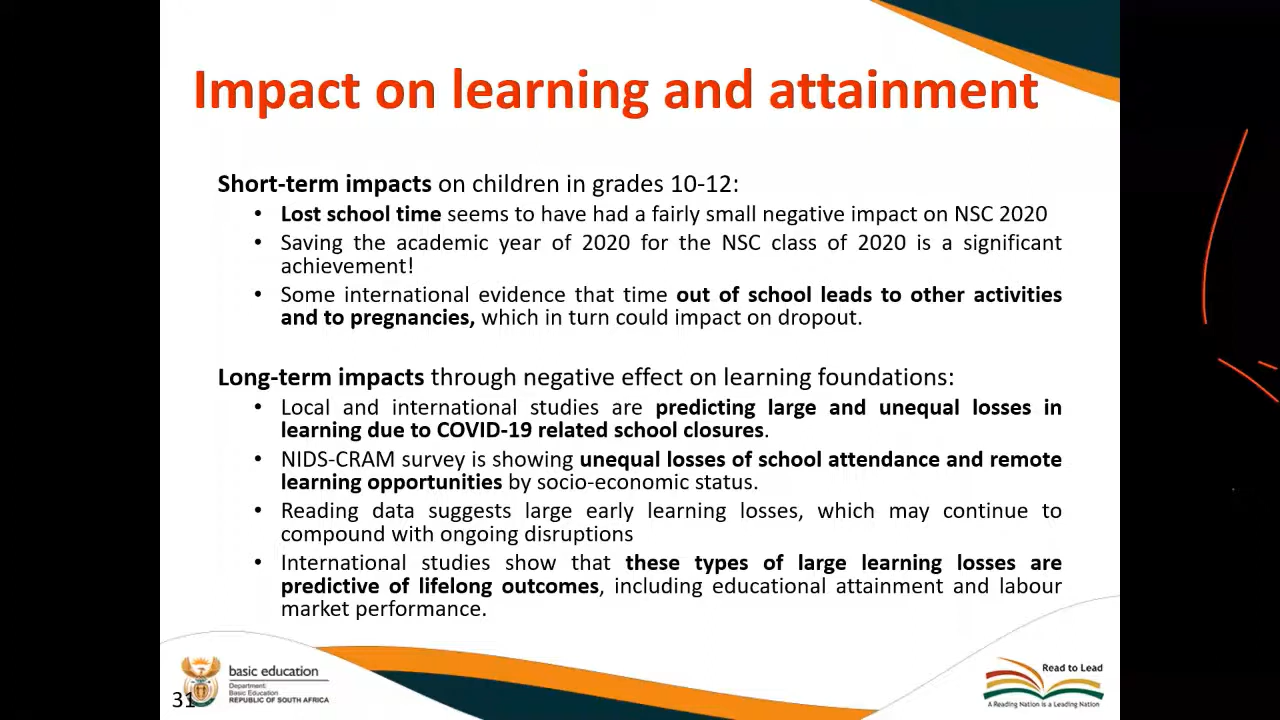 Impact on learning and attainment
Short-term impacts on children in grades 10-12:
• Lost school time seems to have had a fairly small negative impact on NSC 2020
• Saving the academic year of 2020 for the NSC class of 2020 is a significant
achievement!
• Some international evidence that time out of school leads to other activities
and to pregnancies, which in turn could impact on dropout.
Long-term impacts through negative effect on learning foundations:
• Local and international studies are predicting large and unequal losses in
learning due to COVID-19 related school closures.
• NIDS-CRAM survey is showing unequal losses of school attendance and remote
learning opportunities by socio-economic status.
• Reading data suggests large early learning losses, which may continue to
compound with ongoing disruptions
• International studies show that these types of large learning losses are
predictive of lifelong outcomes, including educational attainment and labour
market performance.
basic education
Department:
Basic Education
REPUBLIC OF SOUTH AFRICA
31
Read to Lead
A Reading Nation is a Leading Nation